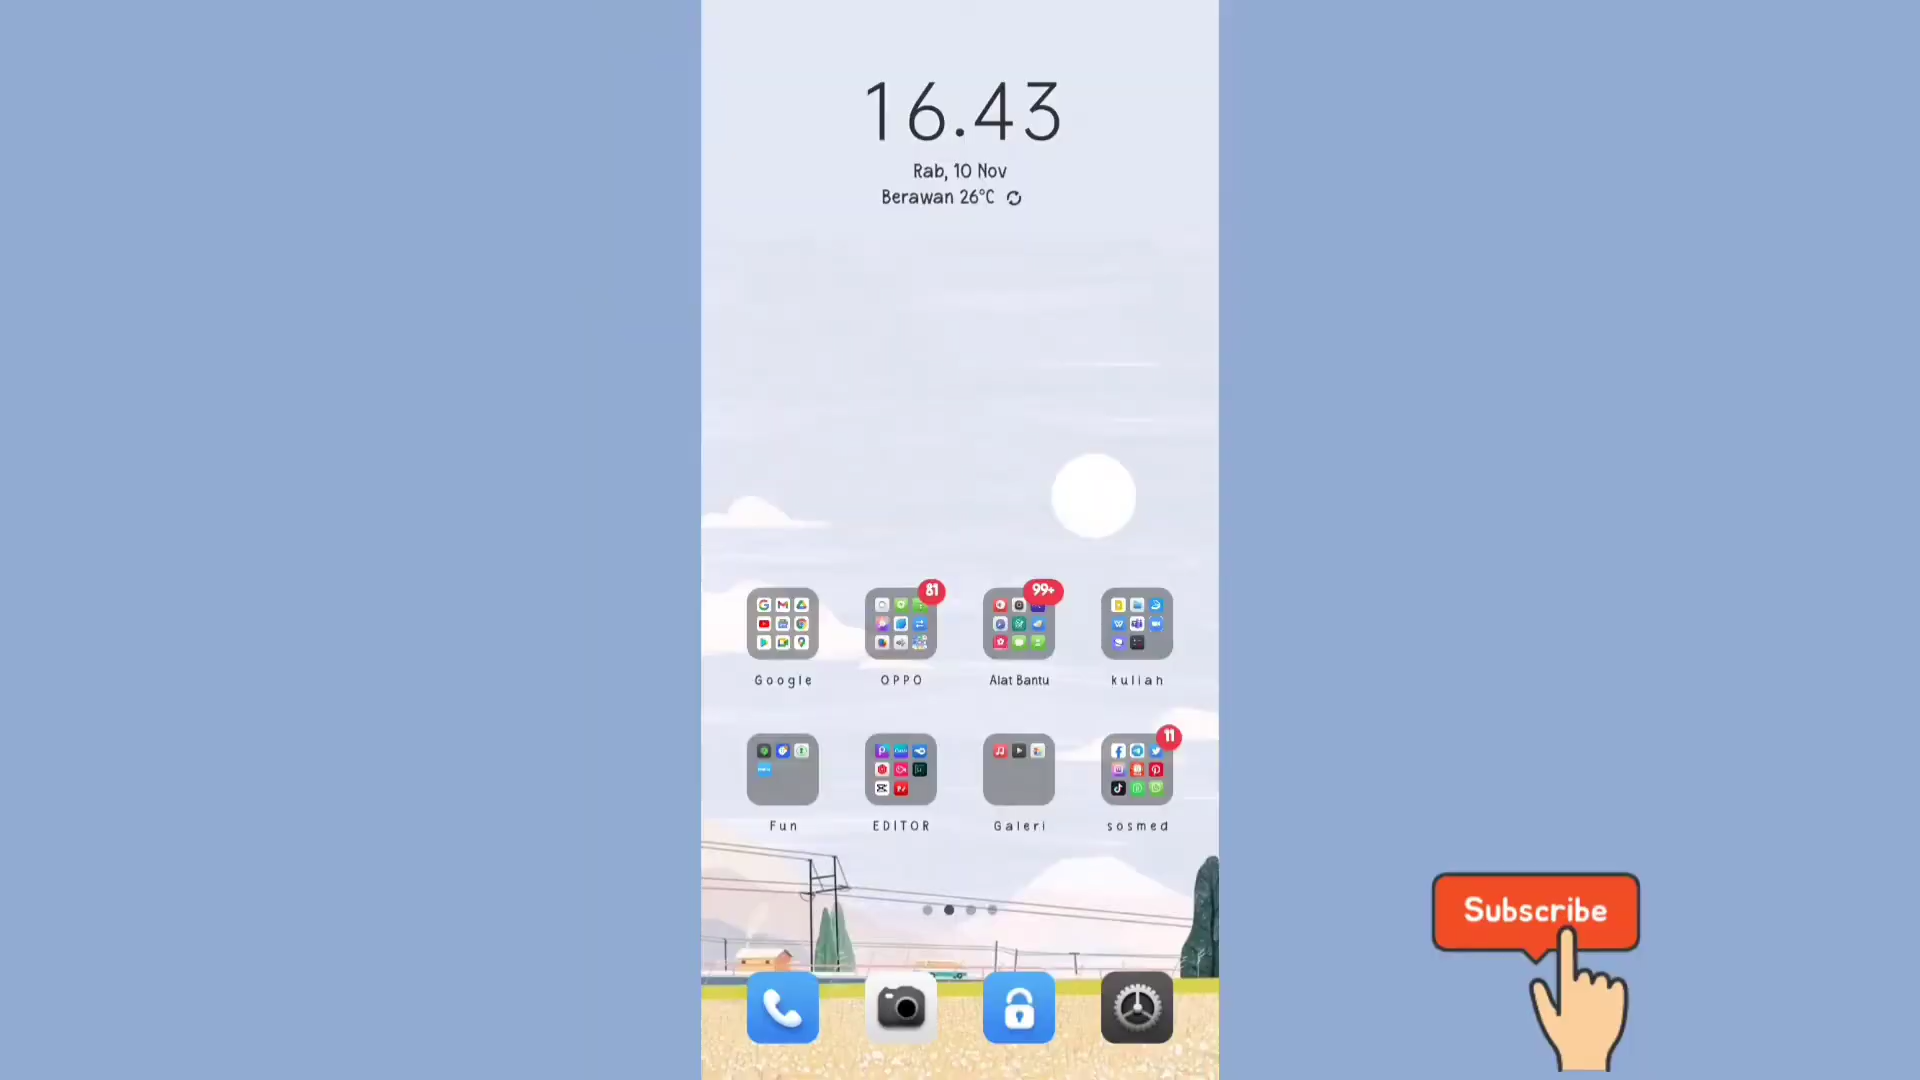 16.43
Rab, 10 Nov
Berawan 26°C
81
99+
Google
OPPO
Alat Bantu
kuliah
11
Fun
EDITOR
Galeri
sosmed
Subscribe